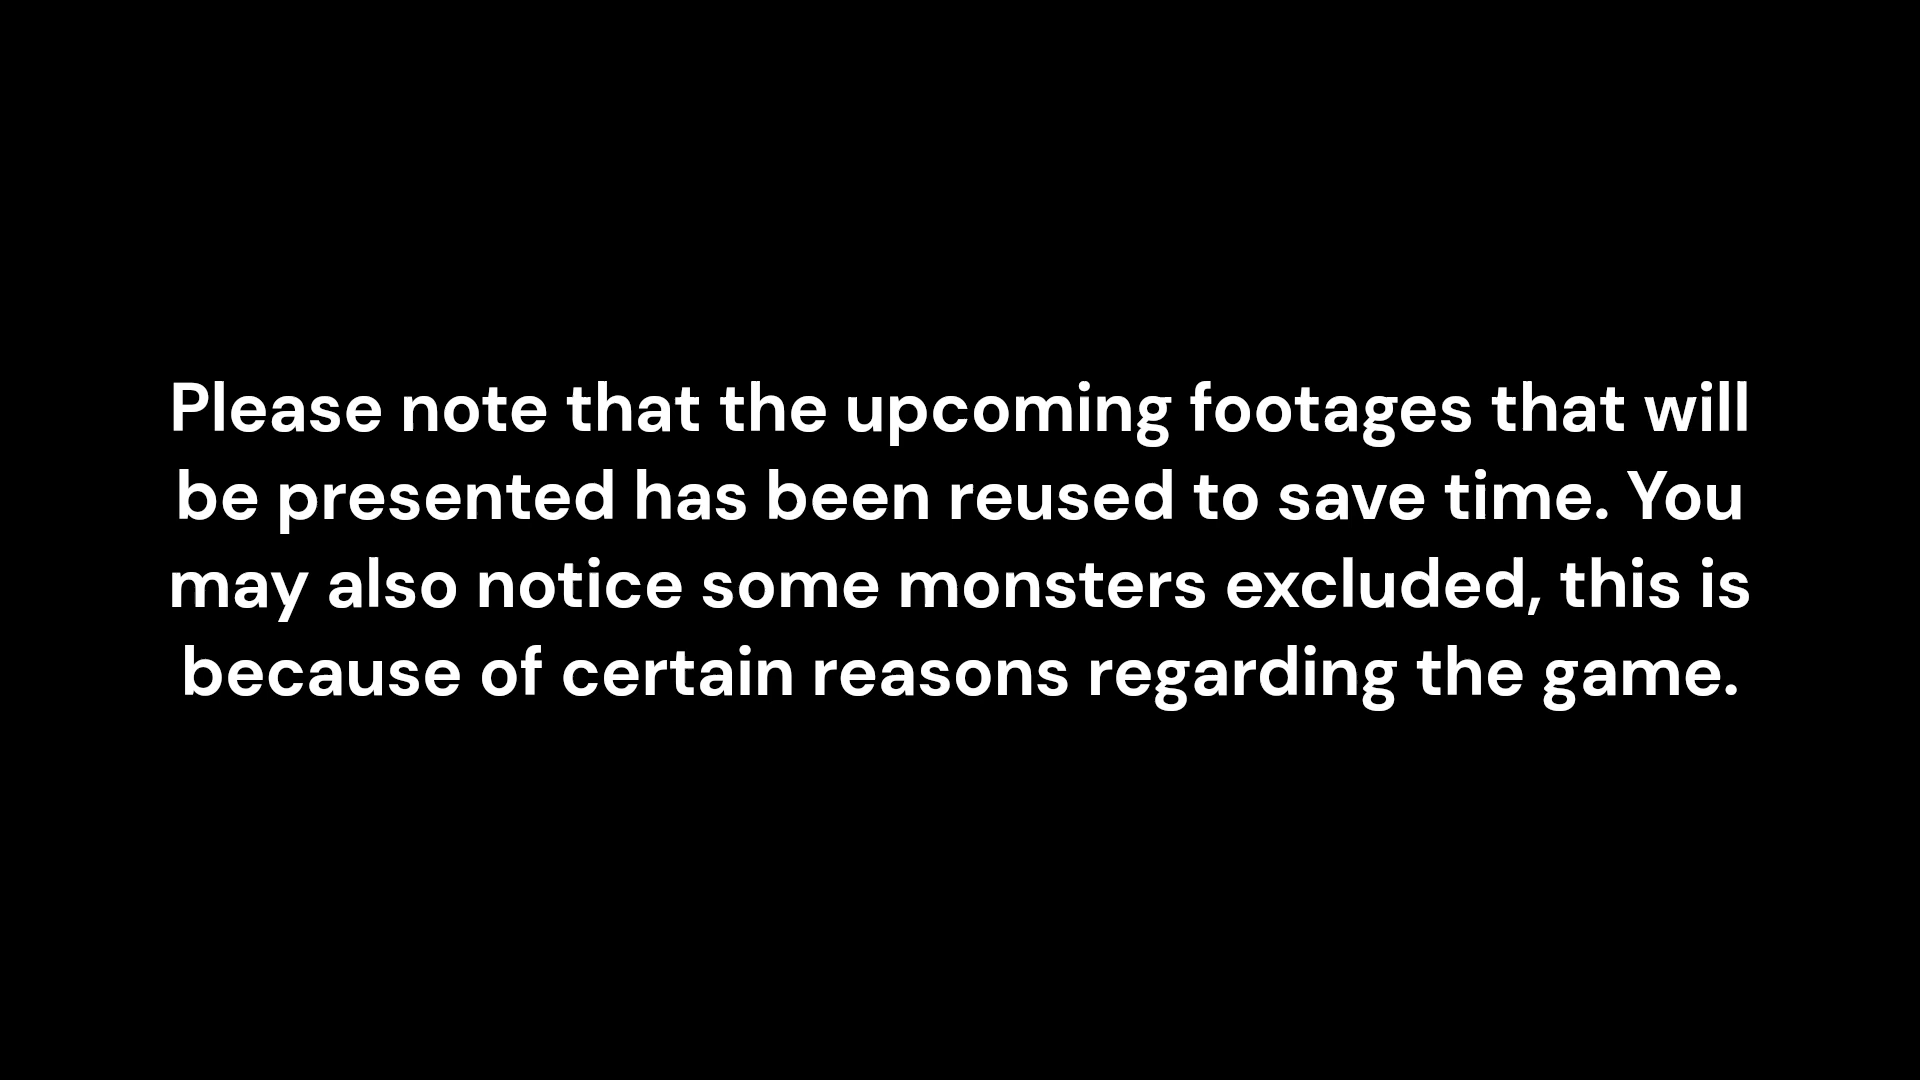 Please note that the upcoming footages that will
be presented has been reused to save time. You
may also notice some monsters excluded, this is
because of certain reasons regarding the game.